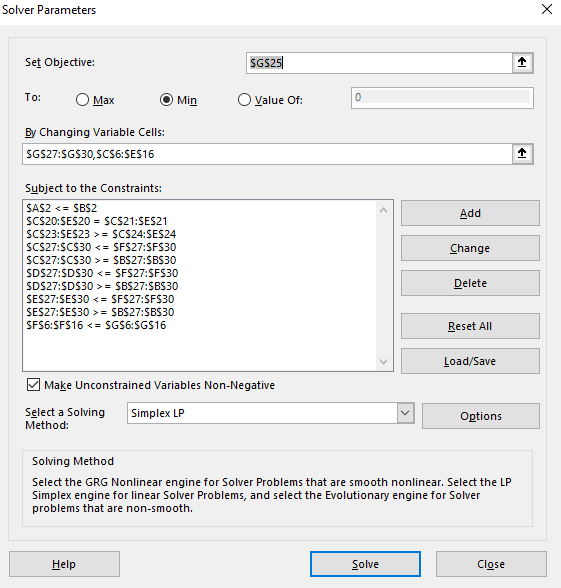 Solver Parameters
Set Objective:
$G$25
To:
Max
Min
Value Of:
0
By Changing Variable Cells:
$G$27:$G$30,$C$6:$E$16
Subject to the Constraints:
$A$2 <= $B$2
$C$20:$E$20 = $C$21:$E$21
$C$23:$E$23 >= $C$24:$E$24
$C$27:$C$30 <= $F$27:$F$30
$C$27:$C$30 >= $B$27:$B$30
$D$27:$D$30 <= $F$27:$F$30
$D$27:$D$30 >= $B$27:$B$30
$E$27:$E$30 <= $F$27:$F$30
$E$27:$E$30 >= $B$27:$B$30
$F$6:$F$16 <= $G$6:$G$16
Add
Change
Delete
Reset All
Load/Save
Make Unconstrained Variables Non-Negative
Select a Solving
Method:
Simplex LP
Options
Solving Method
Select the GRG Nonlinear engine for Solver Problems that are smooth nonlinear. Select the LP
Simplex engine for linear Solver Problems, and select the Evolutionary engine for Solver
problems that are non-smooth.
Help
Solve
Close